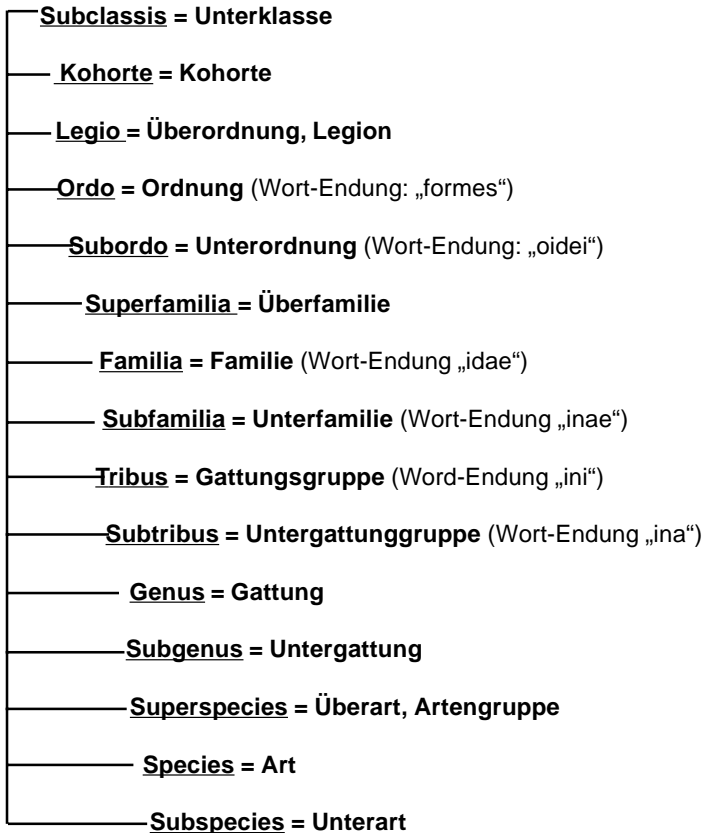 Subclassis = Unterklasse
Kohorte = Kohorte
Legio = Überordnung, Legion
Ordo = Ordnung (Wort-Endung: „formes“)
Subordo = Unterordnung (Wort-Endung: „oidei“)
Superfamilia = Überfamilie
Familia = Familie (Wort-Endung „idae“)
Subfamilia = Unterfamilie (Wort-Endung „inae“)
Tribus = Gattungsgruppe (Word-Endung „ini“)
Subtribus = Untergattunggruppe (Wort-Endung „ina“)
Genus = Gattung
Subgenus = Untergattung
Superspecies = Überart, Artengruppe
Species = Art
Subspecies = Unterart